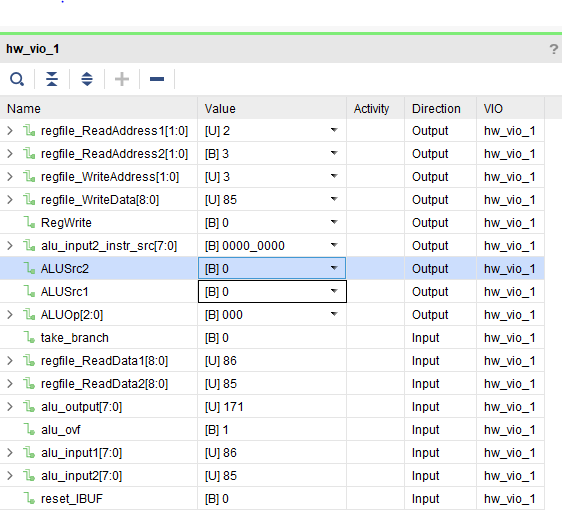 hw_vio_1 ?
Name Value Activity Direction VIO
regfile_ReadAddress1[1:0] [U] 2 Output hw_vio_1
regfile_ReadAddress2[1:0] [B] 3 Output hw_vio_1
regfile_WriteAddress[1:0] [U] 3 Output hw_vio_1
regfile_WriteData[8:0] [U] 85 Output hw_vio_1
RegWrite [B] 0 Output hw_vio_1
alu_input2_instr_src[7:0] [B] 0000_0000 Output hw_vio_1
ALUSrc2 [B] 0 Output hw_vio_1
ALUSrc1 [B] 0 Output hw_vio_1
ALUOp[2:0] [B] 000 Output hw_vio_1
take_branch [B] 0 Input hw_vio_1
regfile_ReadData1[8:0] [U] 86 Input hw_vio_1
regfile_ReadData2[8:0] [U] 85 Input hw_vio_1
alu_output[7:0] [U] 171 Input hw_vio_1
alu_ovf [B] 1 Input hw_vio_1
alu_input1[7:0] [U] 86 Input hw_vio_1
alu_input2[7:0] [U] 85 Input hw_vio_1
reset_IBUF [B] 0 Input hw_vio_1